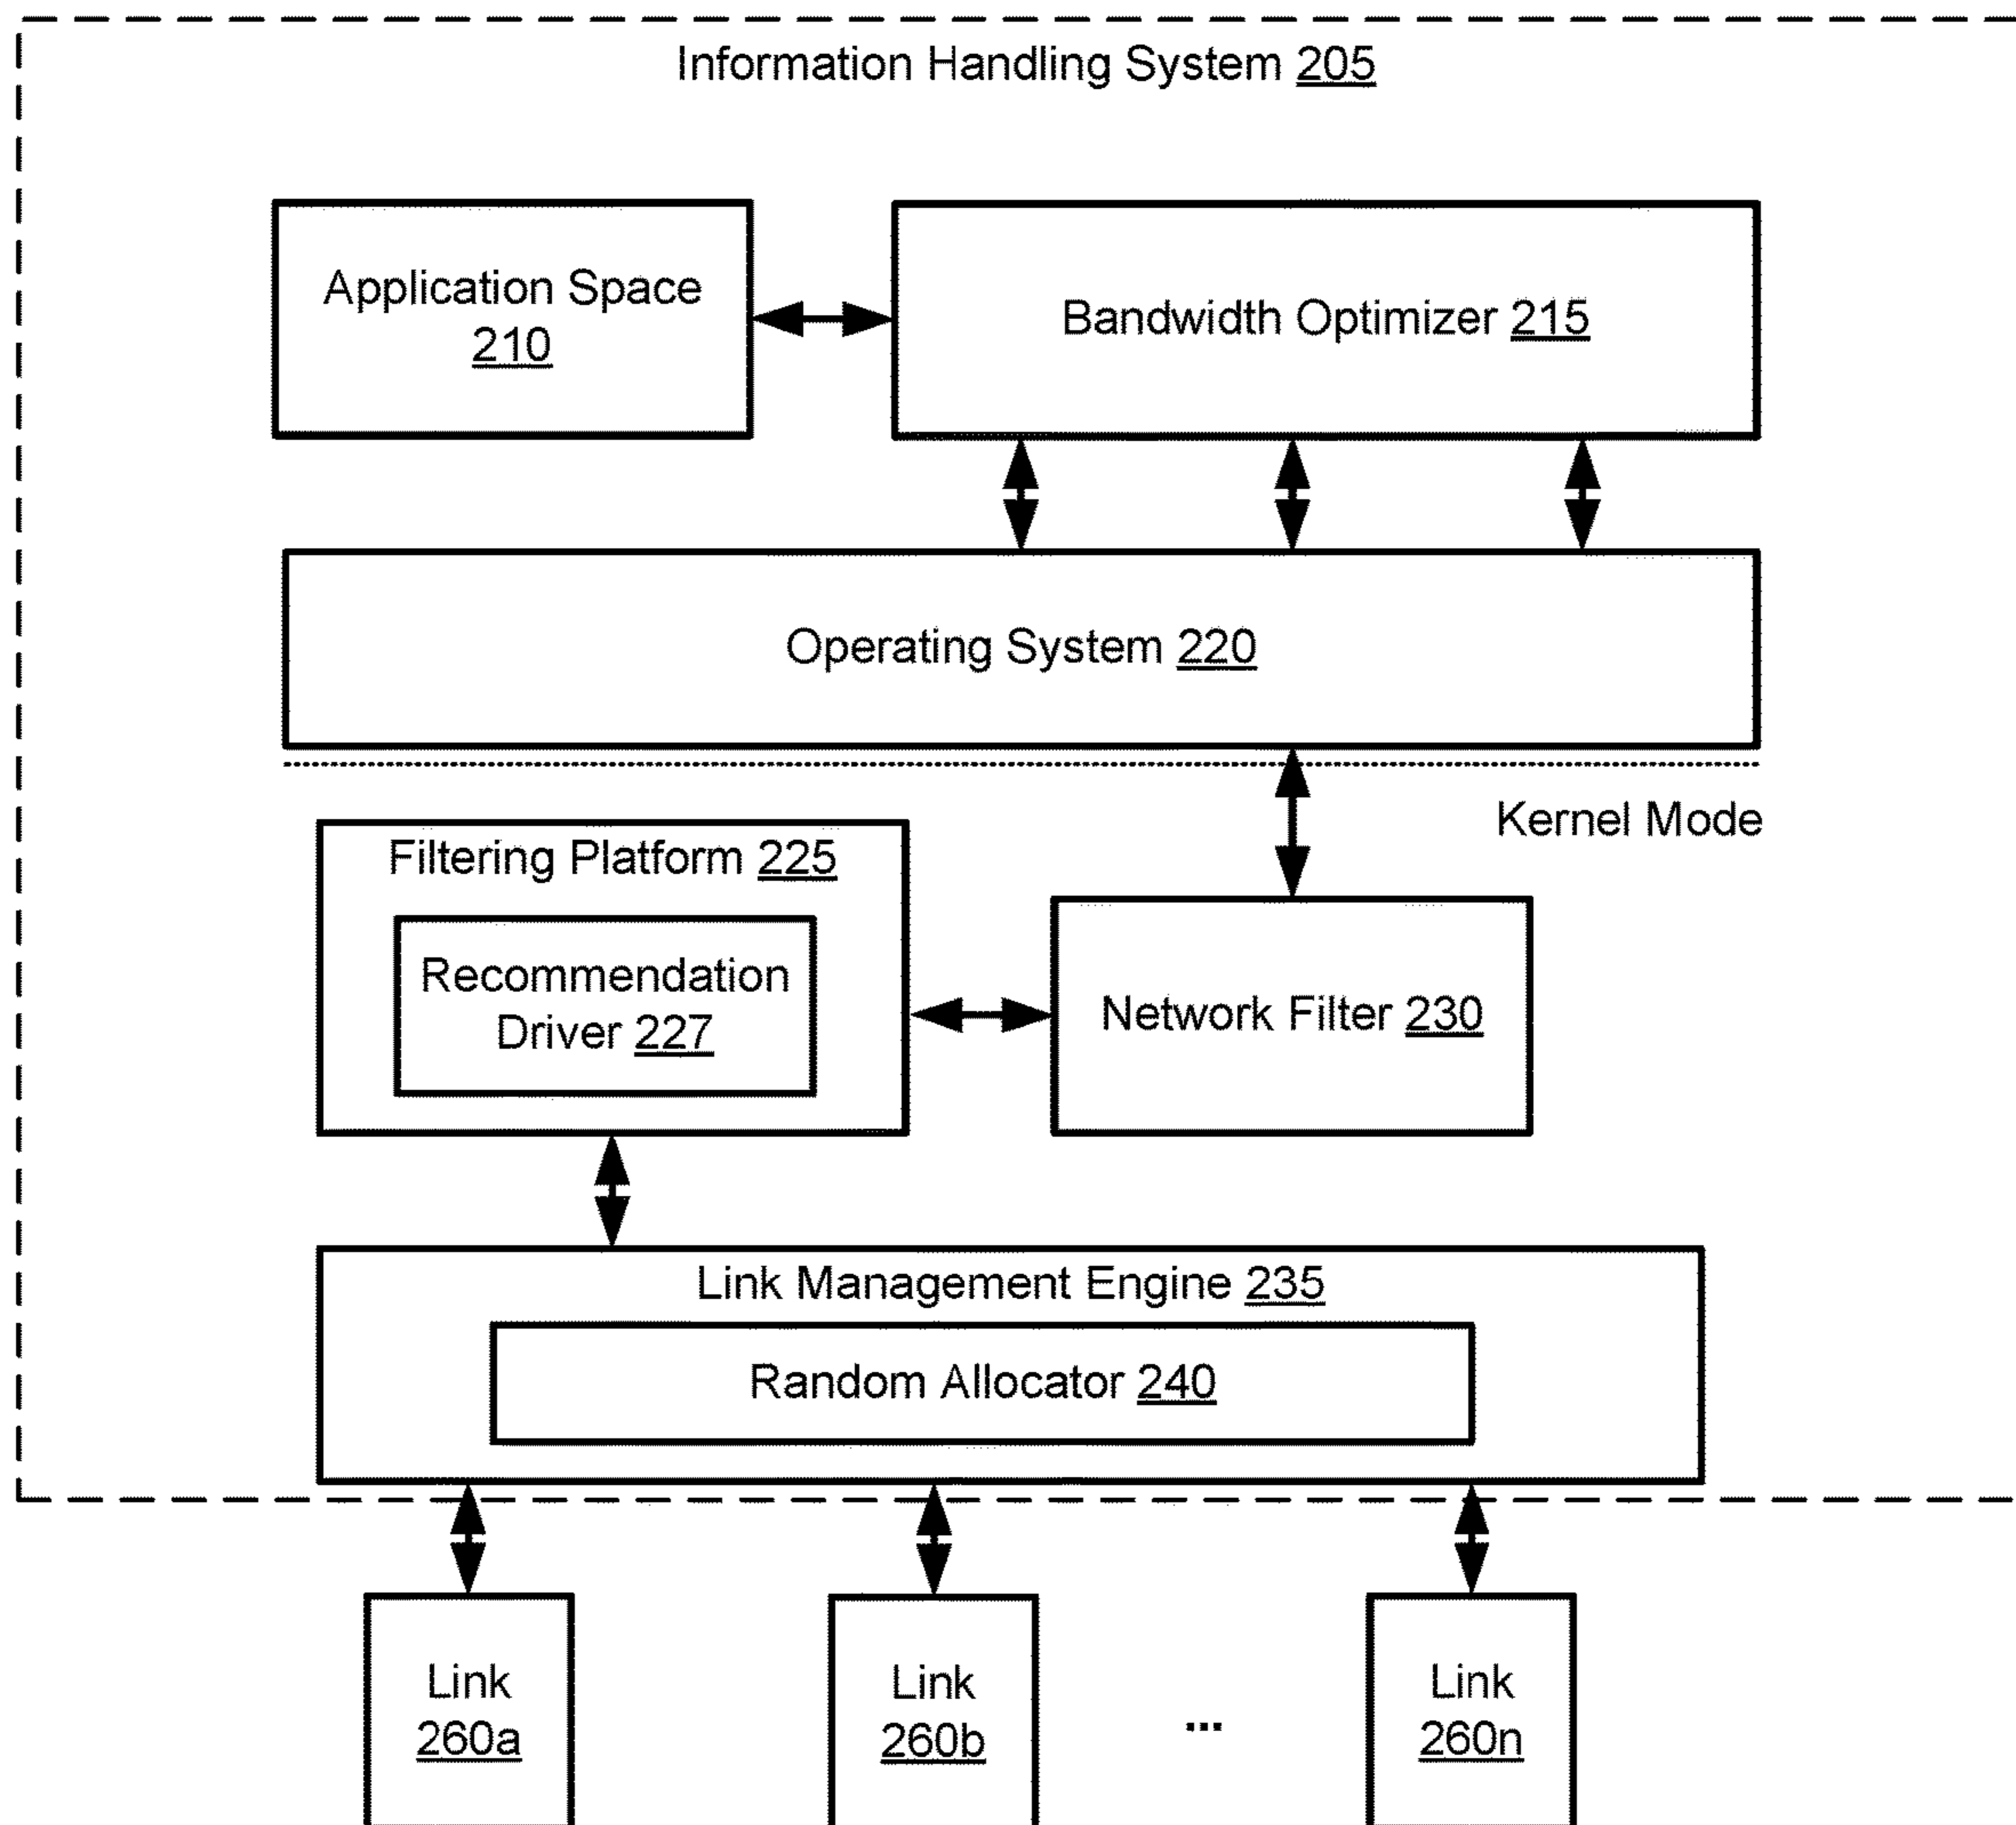 Information Handling System 205
Application Space
210
Bandwidth Optimizer 215
Operating System 220
Kernel Mode
Filtering Platform 225
Recommendation
Driver 227
Network Filter 230
Link Management Engine 235
Random Allocator 240
Link
260a
Link
260b
...
Link
260n